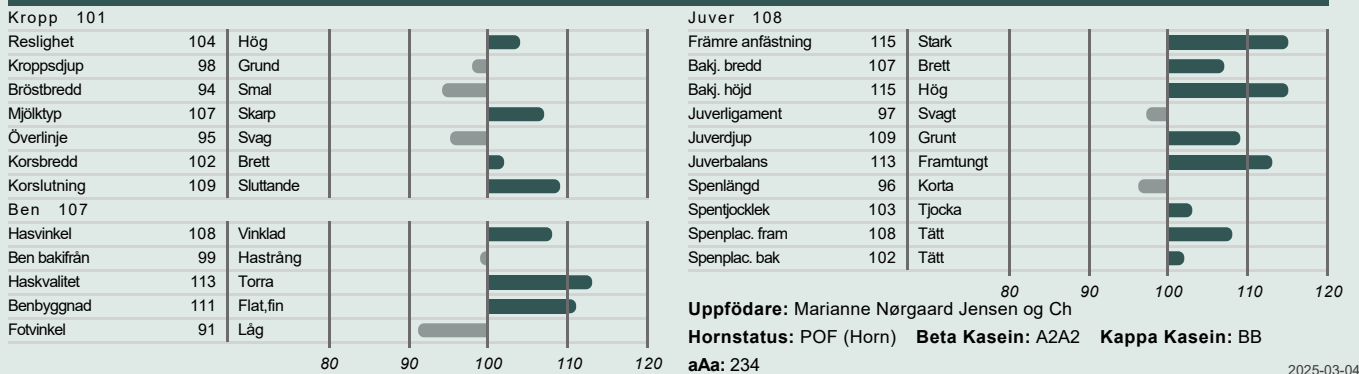 Kropp 101
Reslighet 104 Hög
Kroppsdjup 98 Grund
Bröstbredd 94 Smal
Mjölktyp 107 Skarp
Överlinje 95 Svag
Korsbredd 102 Brett
Korslutning 109 Sluttande
Ben 107
Hasvinkel 108 Vinklad
Ben bakifrån 99 Hastrång
Haskvalitet 113 Torra
Benbyggnad 111 Flat,fin
Fotvinkel 91 Låg
80 90 100 110 120
Juver 108
Främre anfästning 115 Stark
Bakj. bredd 107 Brett
Bakj. höjd 115 Hög
Juverligament 97 Svagt
Juverdjup 109 Grunt
Juverbalans 113 Framtungt
Spenlängd 96 Korta
Spentjocklek 103 Tjocka
Spenplac. fram 108 Tätt
Spenplac. bak 102 Tätt
80 90 100 110 120
Uppfödare: Marianne Nørgaard Jensen og Ch
Hornstatus: POF (Horn) Beta Kasein: A2A2 Kappa Kasein: BB
aAa: 234
2025-03-04